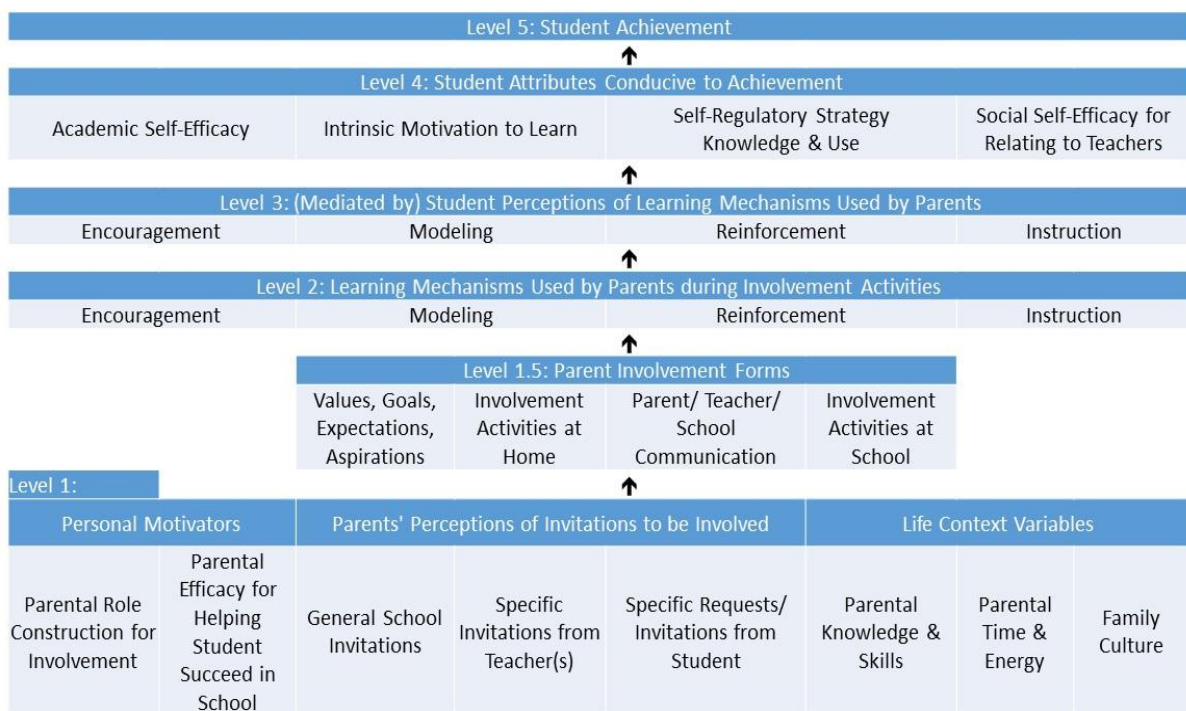 Level 5: Student Achievement
Level 4: Student Attributes Conducive to Achievement
Academic Self-Efficacy
Intrinsic Motivation to Learn
Self-Regulatory Strategy
Knowledge & Use
Social Self-Efficacy for
Relating to Teachers
Level 3: (Mediated by) Student Perceptions of Learning Mechanisms Used by Parents
Encouragement
Modeling
Reinforcement
Instruction
Level 2: Learning Mechanisms Used by Parents during Involvement Activities
Encouragement
Modeling
Reinforcement
Instruction
Level 1.5: Parent Involvement Forms
Values, Goals,
Expectations,
Aspirations
Involvement
Activities at
Home
Parent/ Teacher/
School
Communication
Involvement
Activities at
School
Level 1:
Personal Motivators
Parents' Perceptions of Invitations to be Involved
Life Context Variables
Parental Role
Construction for
Involvement
Parental
Efficacy for
Helping
Student
Succeed in
School
General School
Invitations
Specific
Invitations from
Teacher(s)
Specific Requests/
Invitations from
Student
Parental
Knowledge &
Skills
Parental
Time &
Energy
Family
Culture